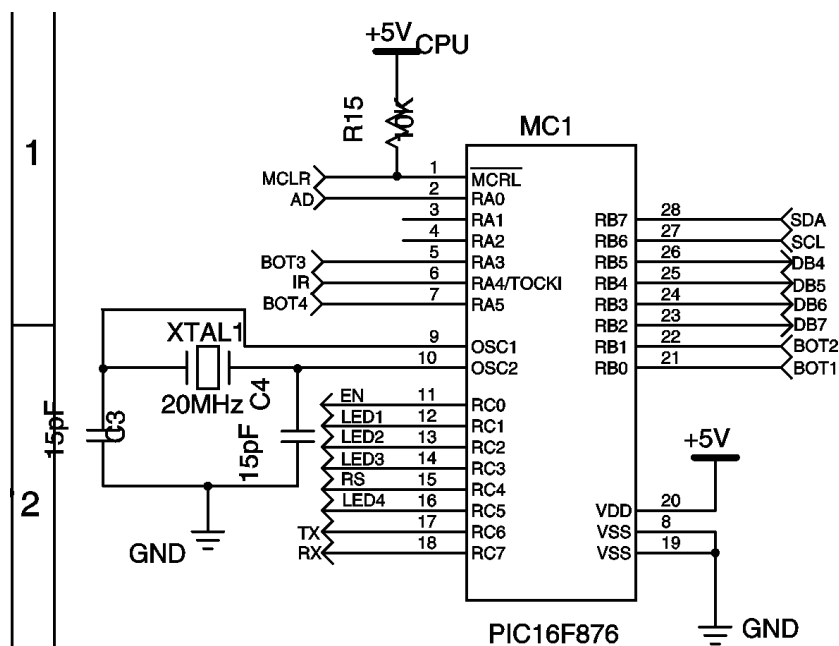 +5V
CPU
R15
10K
MC1
1
MCLR
1
MCRL
AD
2
RA0
3
RA1
4
RA2
BOT3
5
RA3
IR
6
RA4/TOCKI
BOT4
7
RA5
RB7
28
SDA
RB6
27
SCL
RB5
26
DB4
RB4
25
DB5
RB3
24
DB6
RB2
23
DB7
RB1
22
BOT2
RB0
21
BOT1
XTAL1
20MHz
9
OSC1
10
OSC2
C3
15pF
C4
15pF
EN
11
RC0
LED1
12
RC1
LED2
13
RC2
LED3
14
RC3
RS
15
RC4
LED4
16
RC5
TX
17
RC6
RX
18
RC7
+5V
VDD
20
VSS
8
VSS
19
2
GND
GND
PIC16F876